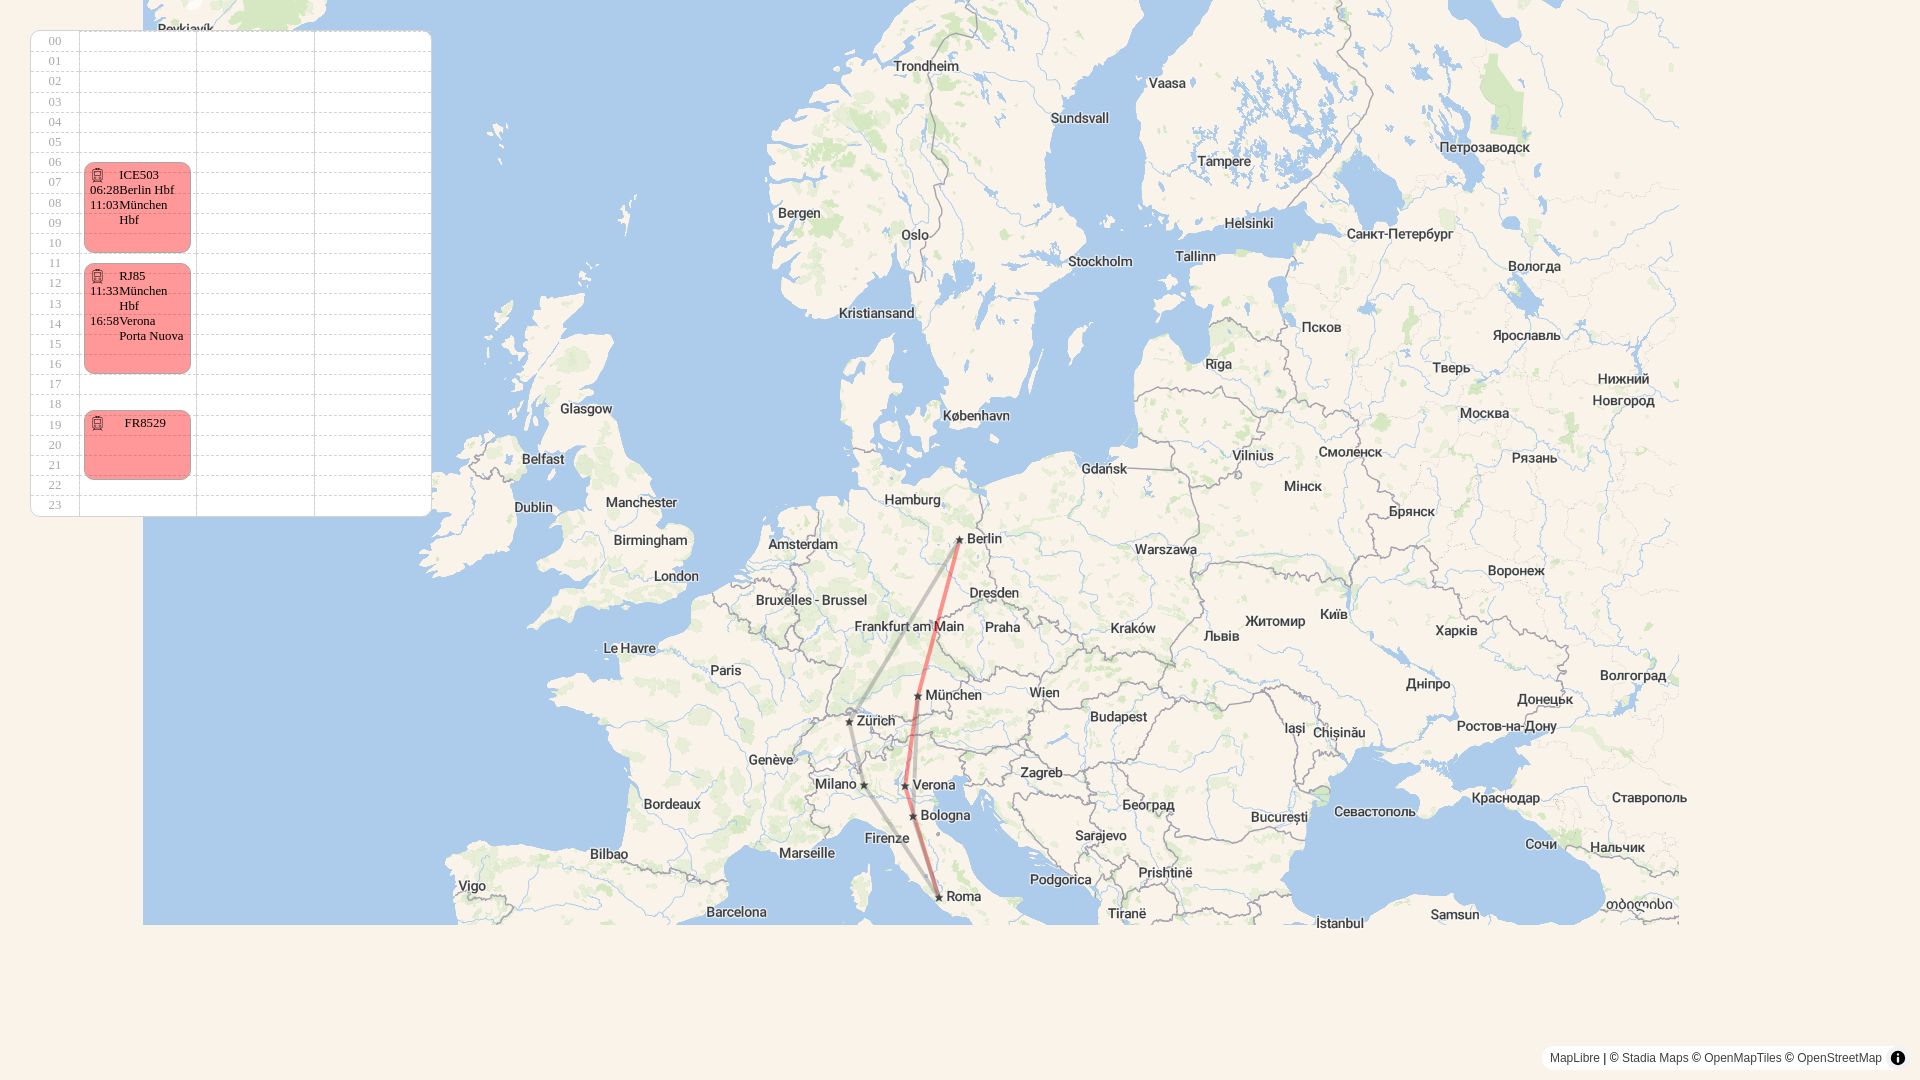 Reykjavík
00
01
02
03
04
05
06
07
08
09
10
11
12
13
14
15
16
17
18
19
20
21
22
23
ICE503
06:28 Berlin Hbf
11:03 München
Hbf
RJ85
11:33 München
Hbf
16:58 Verona
Porta Nuova
FR8529
Trondheim
Vaasa
Sundsvall
Петрозаводск
Tampere
Bergen
Helsinki
Oslo
Санкт-Петербург
Stockholm
Tallinn
Вологда
Kristiansand
Псков
Ярославль
Rīga
Тверь
Нижний
Новгород
Glasgow
København
Москва
Belfast
Gdańsk
Vilnius
Смоленск
Рязань
Мінск
Hamburg
Manchester
Dublin
Брянск
Birmingham
Amsterdam
Berlin
Warszawa
London
Воронеж
Bruxelles - Brussel
Dresden
Frankfurt am Main
Praha
Kraków
Львів
Житомир
Київ
Харків
Le Havre
Paris
Волгоград
München
Wien
Дніпро
Донецьк
Zürich
Budapest
Iași
Chișinău
Ростов-на-Дону
Genève
Milano
Verona
Zagreb
Bordeaux
Београд
Краснодар
Ставрополь
Bologna
București
Севастополь
Firenze
Sarajevo
Marseille
Bilbao
Сочи
Нальчик
Prishtinë
Podgorica
Vigo
Roma
თბილისი
Barcelona
Tiranë
Samsun
İstanbul
MapLibre | © Stadia Maps © OpenMapTiles © OpenStreetMap